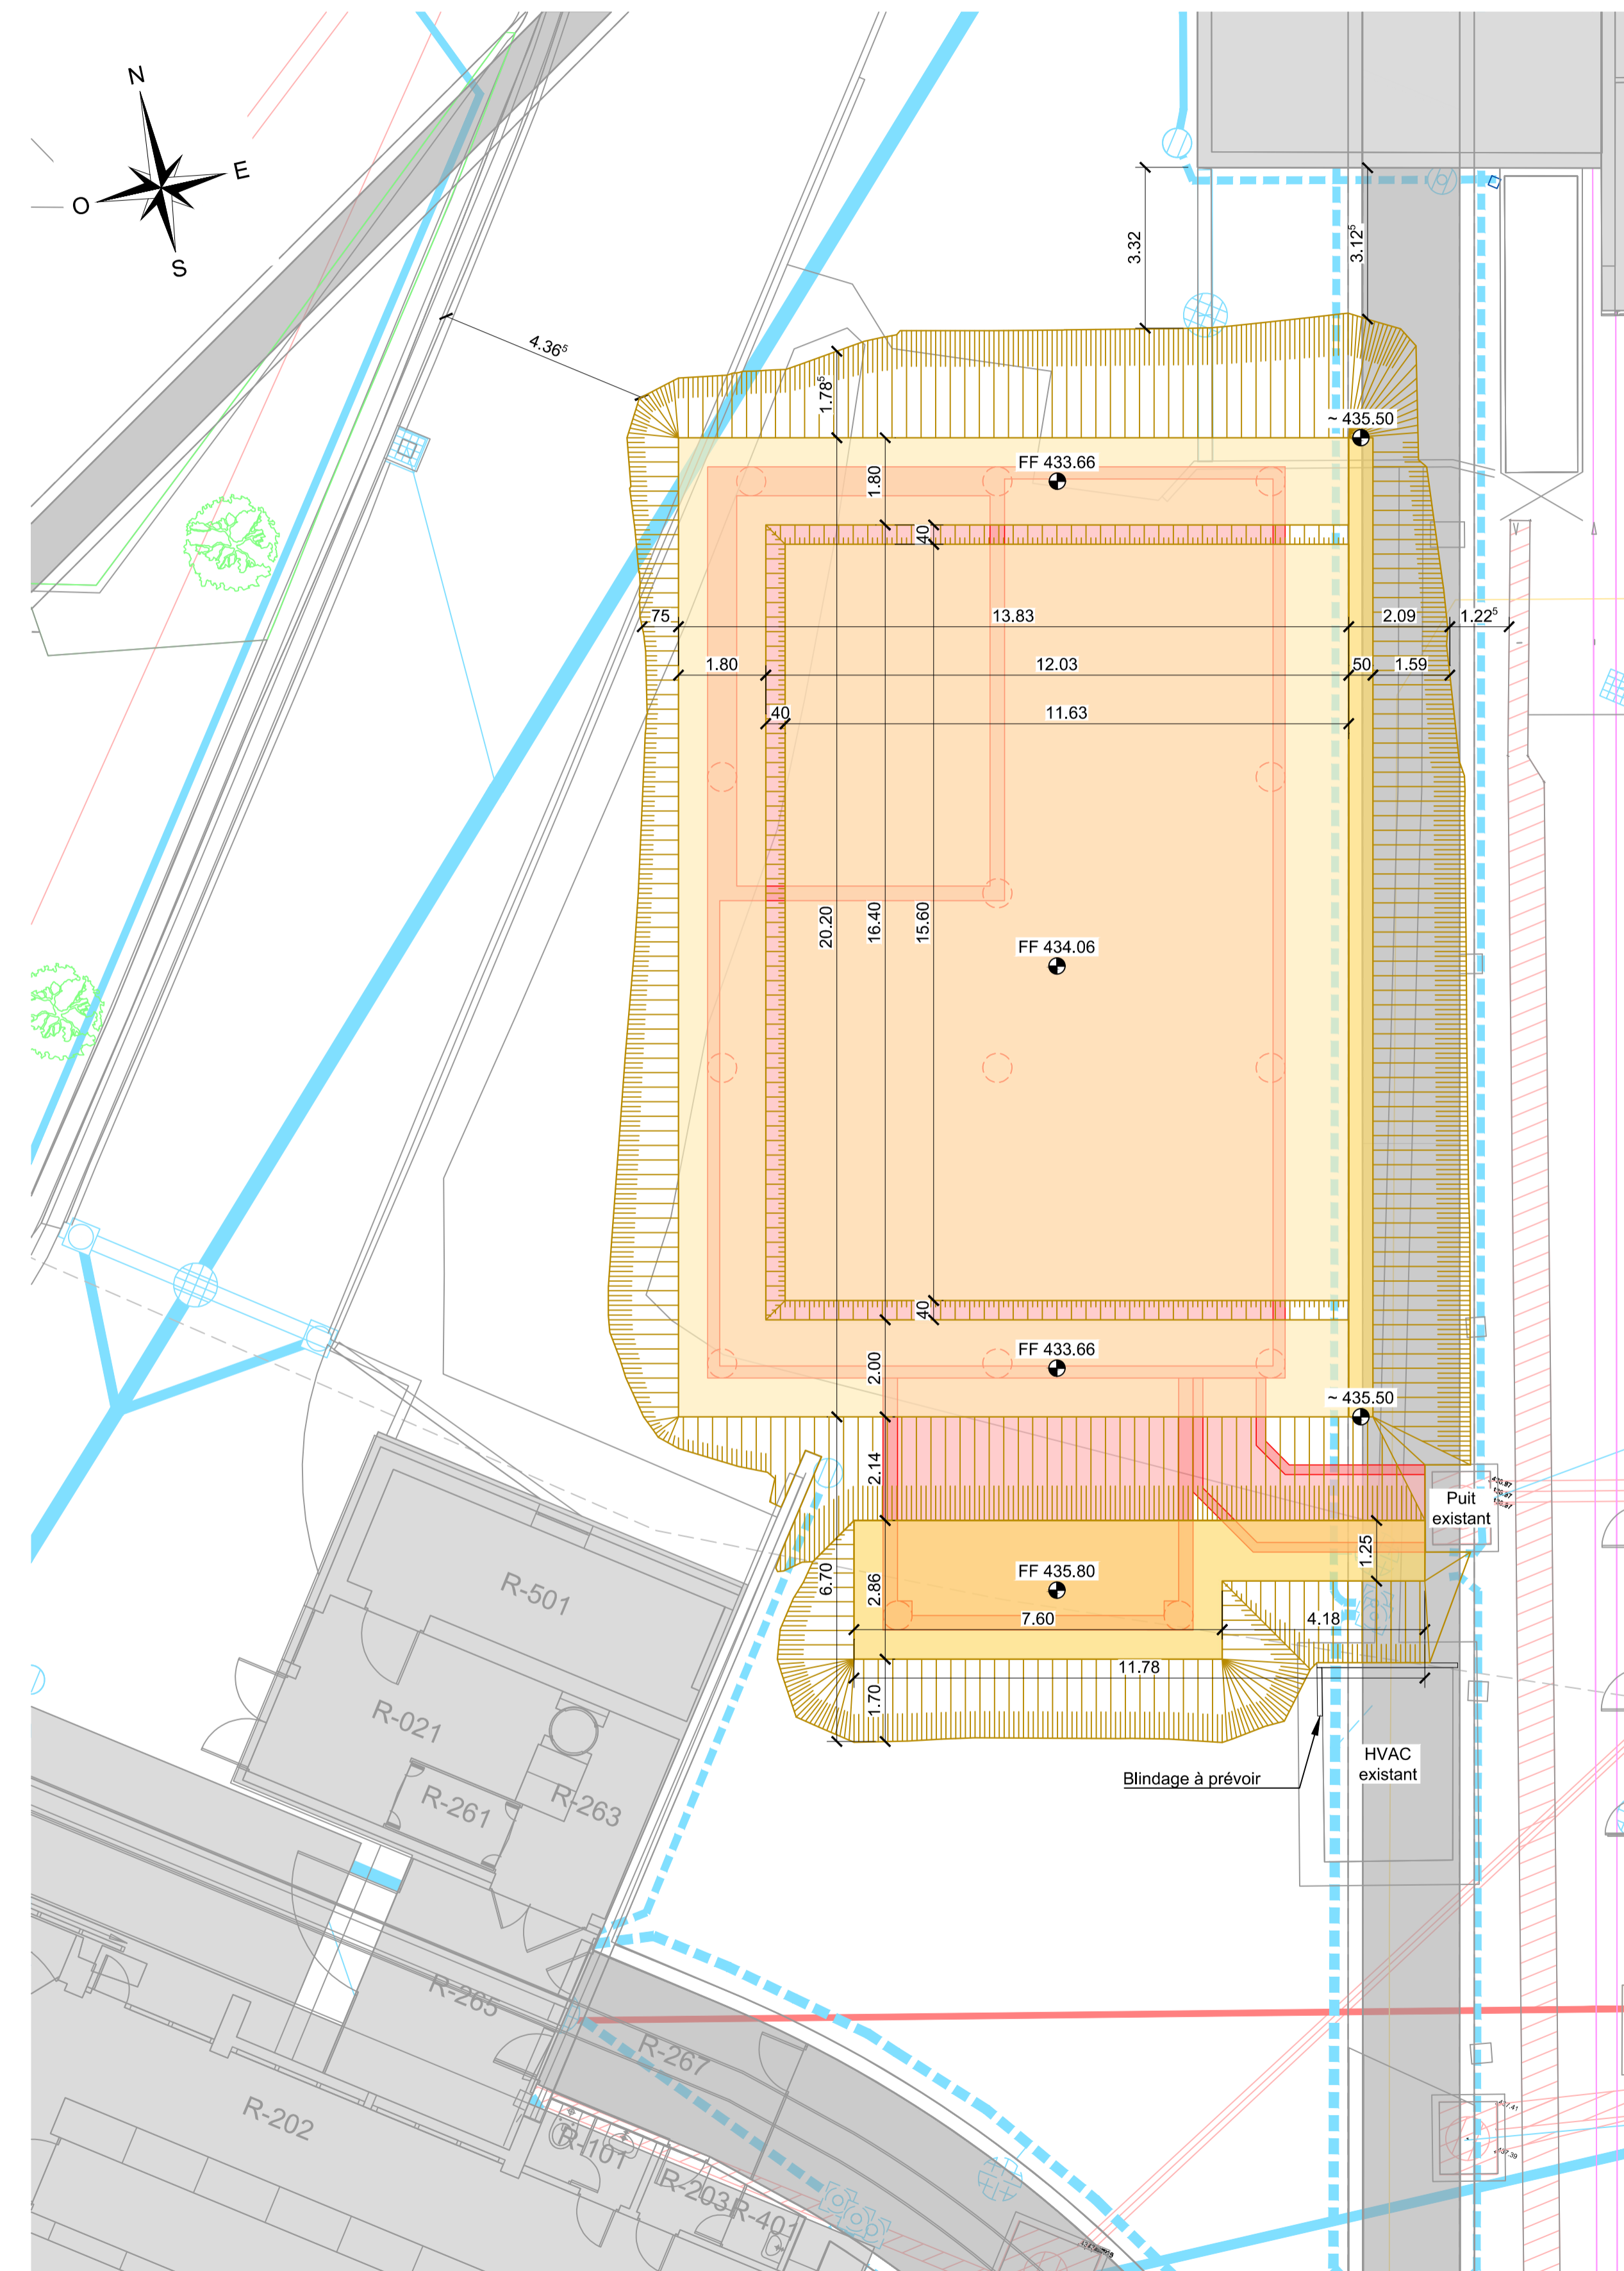 N
E
O
S
3.32
3.12⁵
4.36⁵
1.78⁵
~ 435.50
FF 433.66
1.80
40
75
13.83
2.09
1.22⁵
1.80
12.03
50
1.59
40
11.63
20.20
16.40
15.60
FF 434.06
40
FF 433.66
2.00
~ 435.50
2.14
Puit
existant
1.25
6.70
2.86
FF 435.80
7.60
4.18
11.78
1.70
Blindage à prévoir
HVAC
existant
R-501
R-021
R-261
R-263
R-265
R-267
R-202
R-101
R-203
R-401
437.39